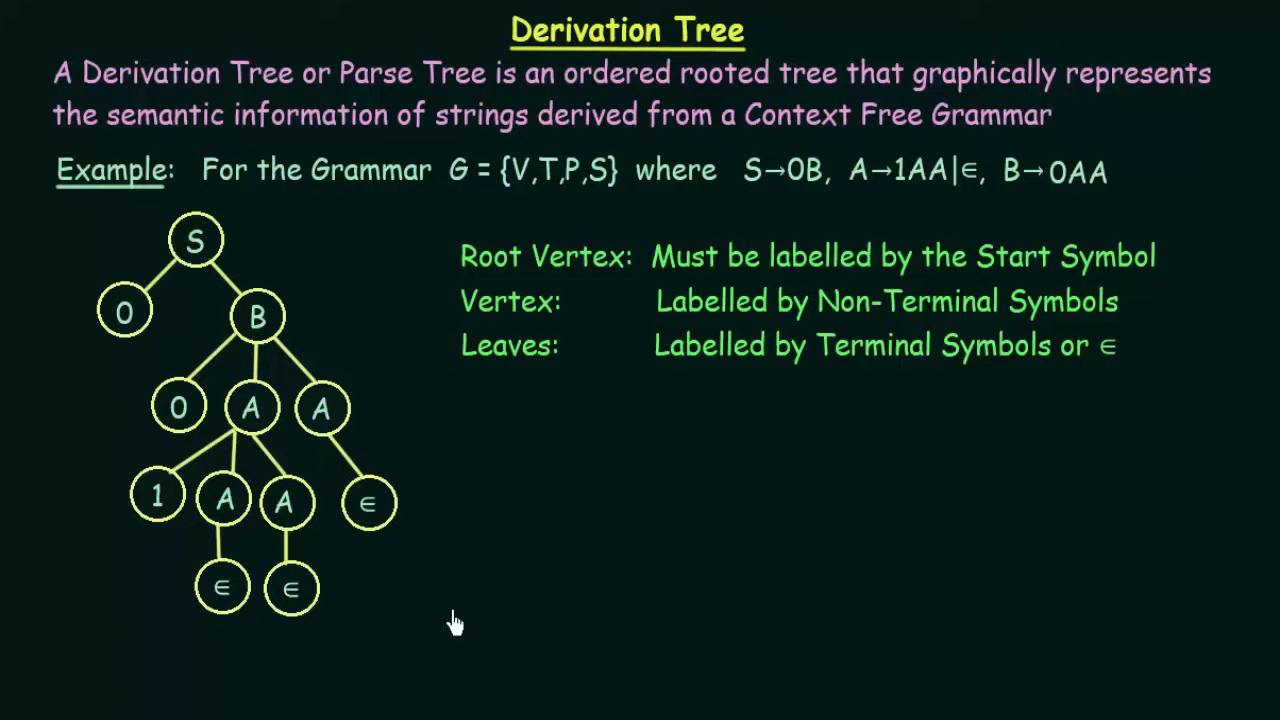 Derivation Tree
A Derivation Tree or Parse Tree is an ordered rooted tree that graphically represents
the semantic information of strings derived from a Context Free Grammar
Example: For the Grammar G = {V,T,P,S} where S→0B, A→1AA|∈, B→0AA
S
0 B
0 A A
1 A A ∈
∈ ∈
Root Vertex: Must be labelled by the Start Symbol
Vertex: Labelled by Non-Terminal Symbols
Leaves: Labelled by Terminal Symbols or ∈